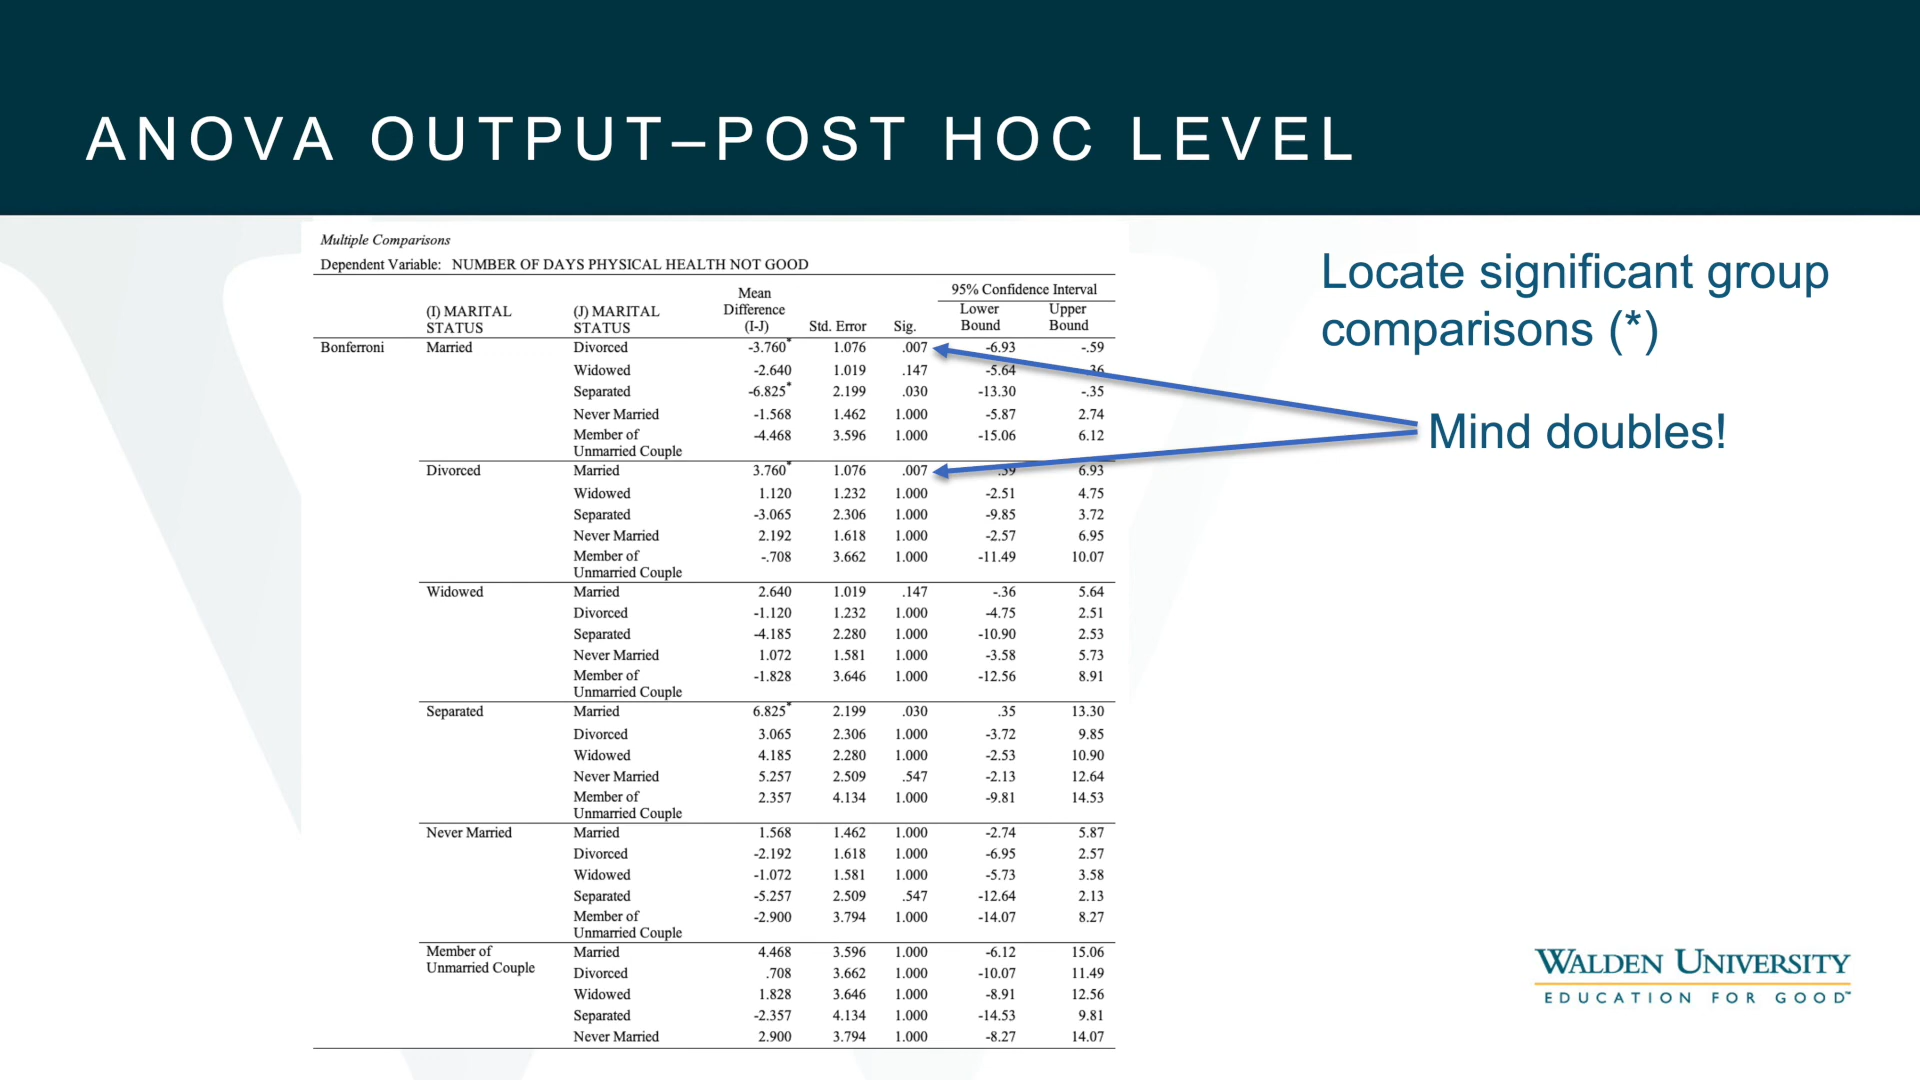 ANOVA OUTPUT–POST HOC LEVEL
Multiple Comparisons
Dependent Variable: NUMBER OF DAYS PHYSICAL HEALTH NOT GOOD
(I) MARITAL STATUS (J) MARITAL STATUS Mean Difference (I-J) Std. Error Sig. 95% Confidence Interval Lower Bound Upper Bound
Bonferroni Married Divorced -3.760* 1.076 .007 -6.93 -.59
Widowed -2.640 1.019 .147 -5.64 .36
Separated -6.825* 2.199 .030 -13.30 -.35
Never Married -1.568 1.462 1.000 -5.87 2.74
Member of Unmarried Couple -4.468 3.596 1.000 -15.06 6.12
Divorced Married 3.760* 1.076 .007 .59 6.93
Widowed 1.120 1.232 1.000 -2.51 4.75
Separated -3.065 2.306 1.000 -9.85 3.72
Never Married 2.192 1.618 1.000 -2.57 6.95
Member of Unmarried Couple -.708 3.662 1.000 -11.49 10.07
Widowed Married 2.640 1.019 .147 -.36 5.64
Divorced -1.120 1.232 1.000 -4.75 2.51
Separated -4.185 2.280 1.000 -10.90 2.53
Never Married 1.072 1.581 1.000 -3.58 5.73
Member of Unmarried Couple -1.828 3.646 1.000 -12.56 8.91
Separated Married 6.825* 2.199 .030 .35 13.30
Divorced 3.065 2.306 1.000 -3.72 9.85
Widowed 4.185 2.280 1.000 -2.53 10.90
Never Married 5.257 2.509 .547 -2.13 12.64
Member of Unmarried Couple 2.357 4.134 1.000 -9.81 14.53
Never Married Married 1.568 1.462 1.000 -2.74 5.87
Divorced -2.192 1.618 1.000 -6.95 2.57
Widowed -1.072 1.581 1.000 -5.73 3.58
Separated -5.257 2.509 .547 -12.64 2.13
Member of Unmarried Couple -2.900 3.794 1.000 -14.07 8.27
Member of Unmarried Couple Married 4.468 3.596 1.000 -6.12 15.06
Divorced .708 3.662 1.000 -10.07 11.49
Widowed 1.828 3.646 1.000 -8.91 12.56
Separated -2.357 4.134 1.000 -14.53 9.81
Never Married 2.900 3.794 1.000 -8.27 14.07
Locate significant group
comparisons (*)
Mind doubles!
WALDEN UNIVERSITY
EDUCATION FOR GOOD™